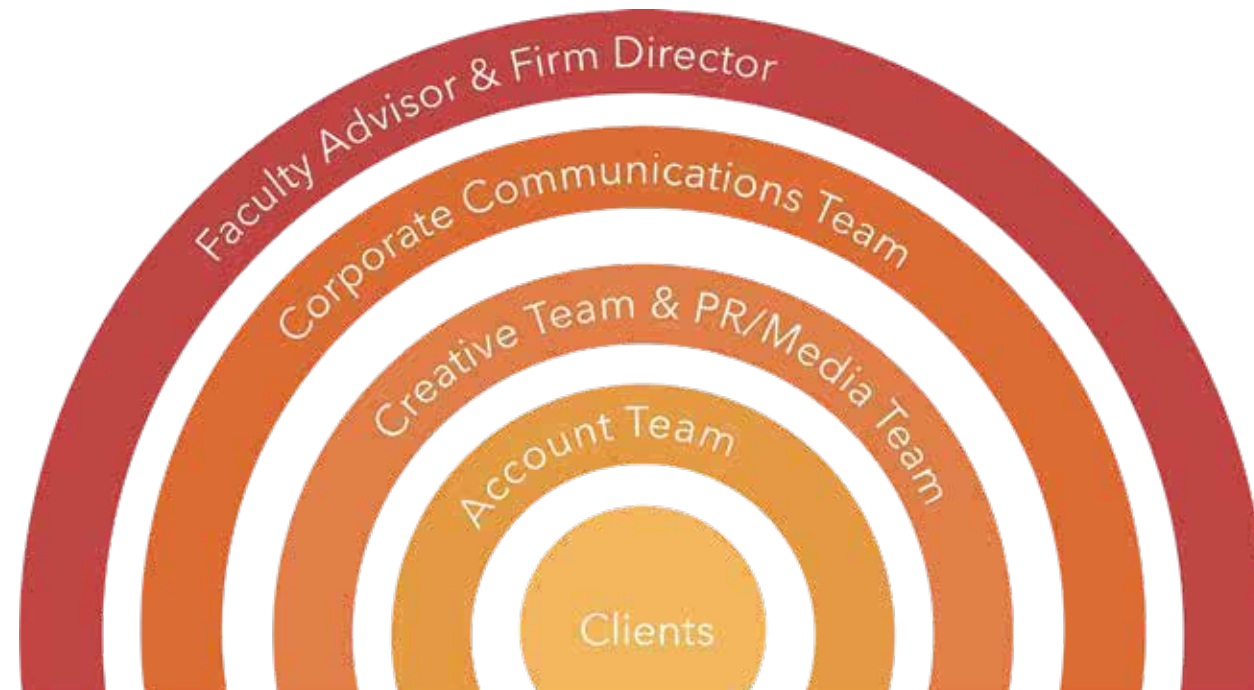 Faculty Advisor & Firm Director
Corporate Communications Team
Creative Team & PR/Media Team
Account Team
Clients